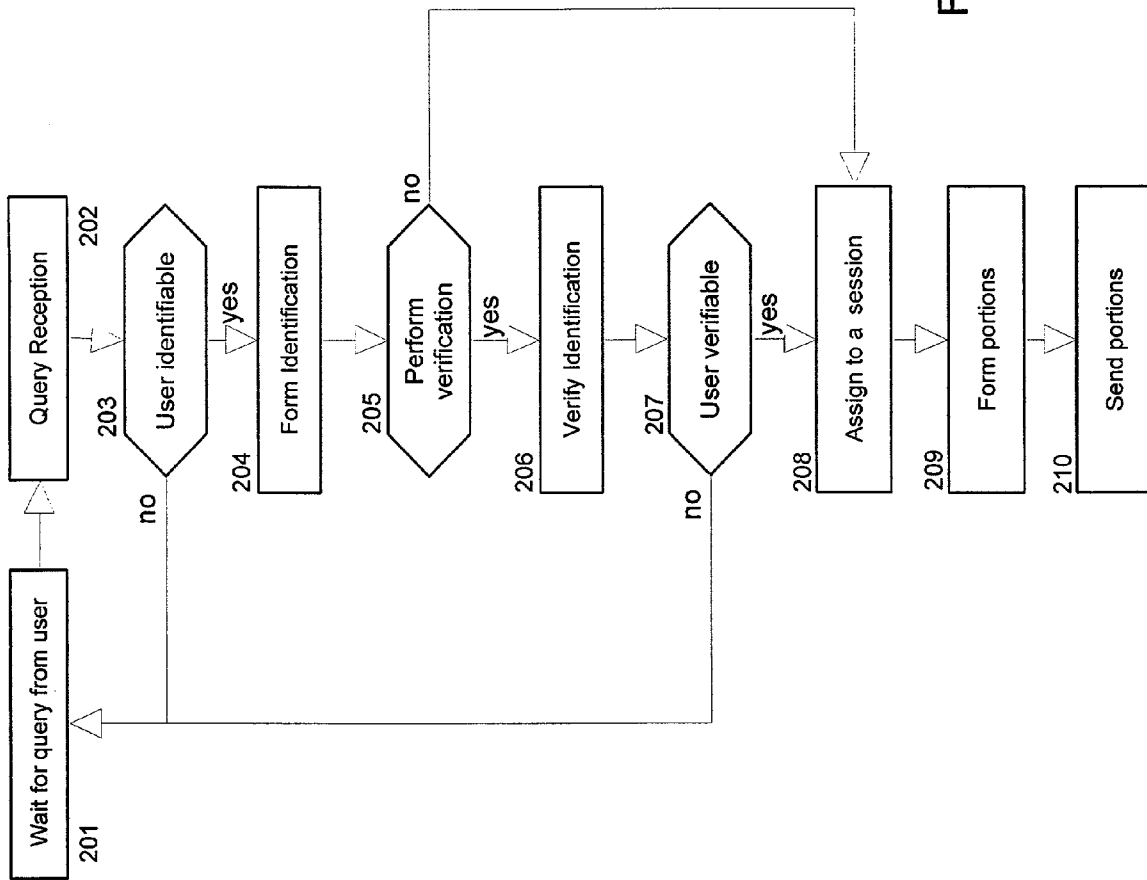 Wait for query from user
201
Query Reception
202
203
User identifiable
no
yes
204
Form Identification
205
Perform
verification
no
yes
206
Verify Identification
207
User verifiable
no
yes
208
Assign to a session
209
Form portions
210
Send portions